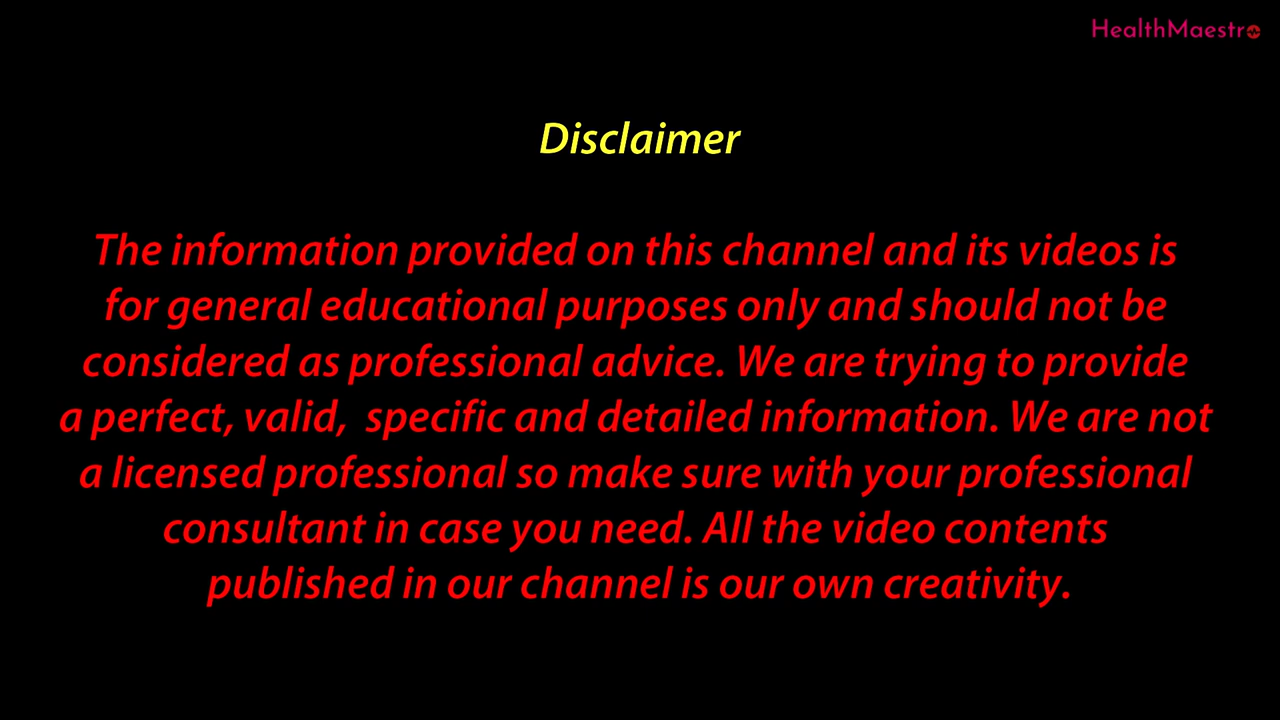 HealthMaestro
Disclaimer
The information provided on this channel and its videos is
for general educational purposes only and should not be
considered as professional advice. We are trying to provide
a perfect, valid,  specific and detailed information. We are not
a licensed professional so make sure with your professional
consultant in case you need. All the video contents
published in our channel is our own creativity.